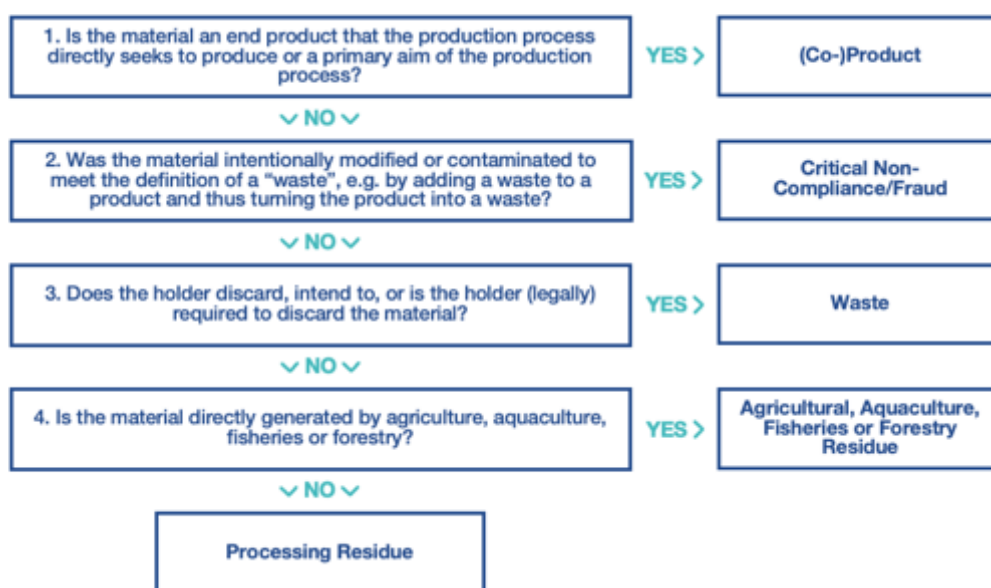 1. Is the material an end product that the production process
directly seeks to produce or a primary aim of the production
process?
YES >
(Co-)Product
NO
2. Was the material intentionally modified or contaminated to
meet the definition of a “waste”, e.g. by adding a waste to a
product and thus turning the product into a waste?
YES >
Critical Non-
Compliance/Fraud
NO
3. Does the holder discard, intend to, or is the holder (legally)
required to discard the material?
YES >
Waste
NO
4. Is the material directly generated by agriculture, aquaculture,
fisheries or forestry?
YES >
Agricultural, Aquaculture,
Fisheries or Forestry
Residue
NO
Processing Residue